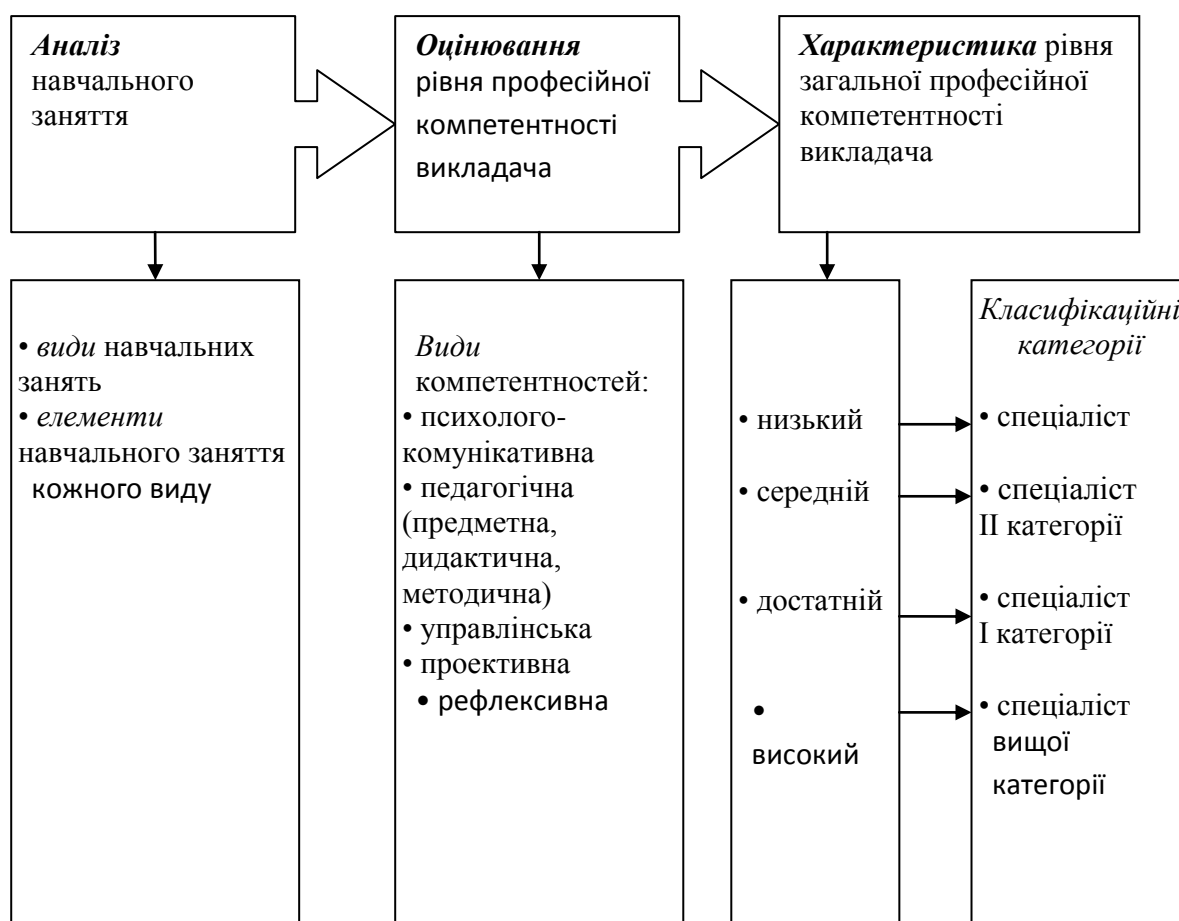 Аналіз
навчального
заняття
Оцінювання
рівня професійної
компетентності
викладача
Характеристика рівня
загальної професійної
компетентності
викладача
• види навчальних
занять
• елементи
навчального заняття
кожного виду
Види
компетентностей:
• психолого-
комунікативна
• педагогічна
(предметна,
дидактична,
методична)
• управлінська
• проективна
• рефлексивна
• низький
• середній
• достатній
•
високий
Класифікаційні
категорії
• спеціаліст
• спеціаліст
ІІ категорії
• спеціаліст
І категорії
• спеціаліст
вищої
категорії